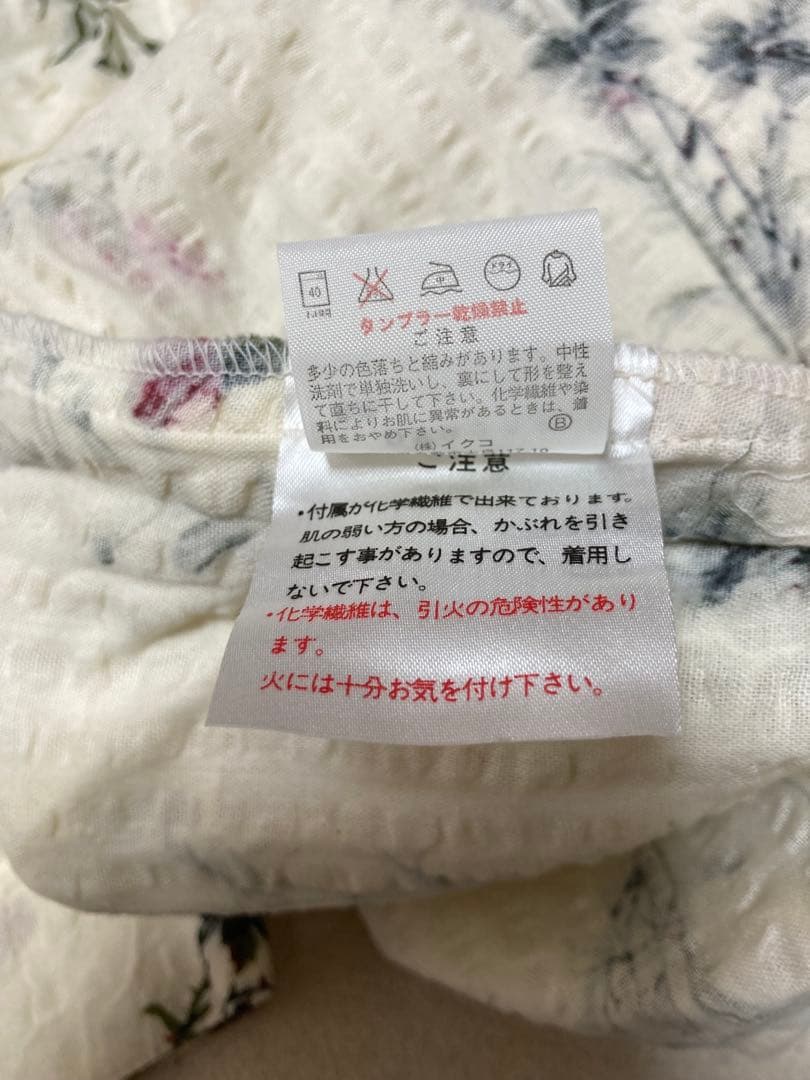 40
中
ドライ
タンブラー乾燥禁止
ご注意
多少の色落ちと縮みがあります。中性
洗剤で単独洗いし、裏にして形を整え
て直ちに干して下さい。化学繊維や染
料によりお肌に異常があるときは、着
用をおやめ下さい。
B
(株)イクコ
ご注意
・付属が化学繊維で出来ております。
肌の弱い方の場合、かぶれを引き
起こす事がありますので、着用し
ないで下さい。
・化学繊維は、引火の危険性があり
ます。
火には十分お気を付け下さい。